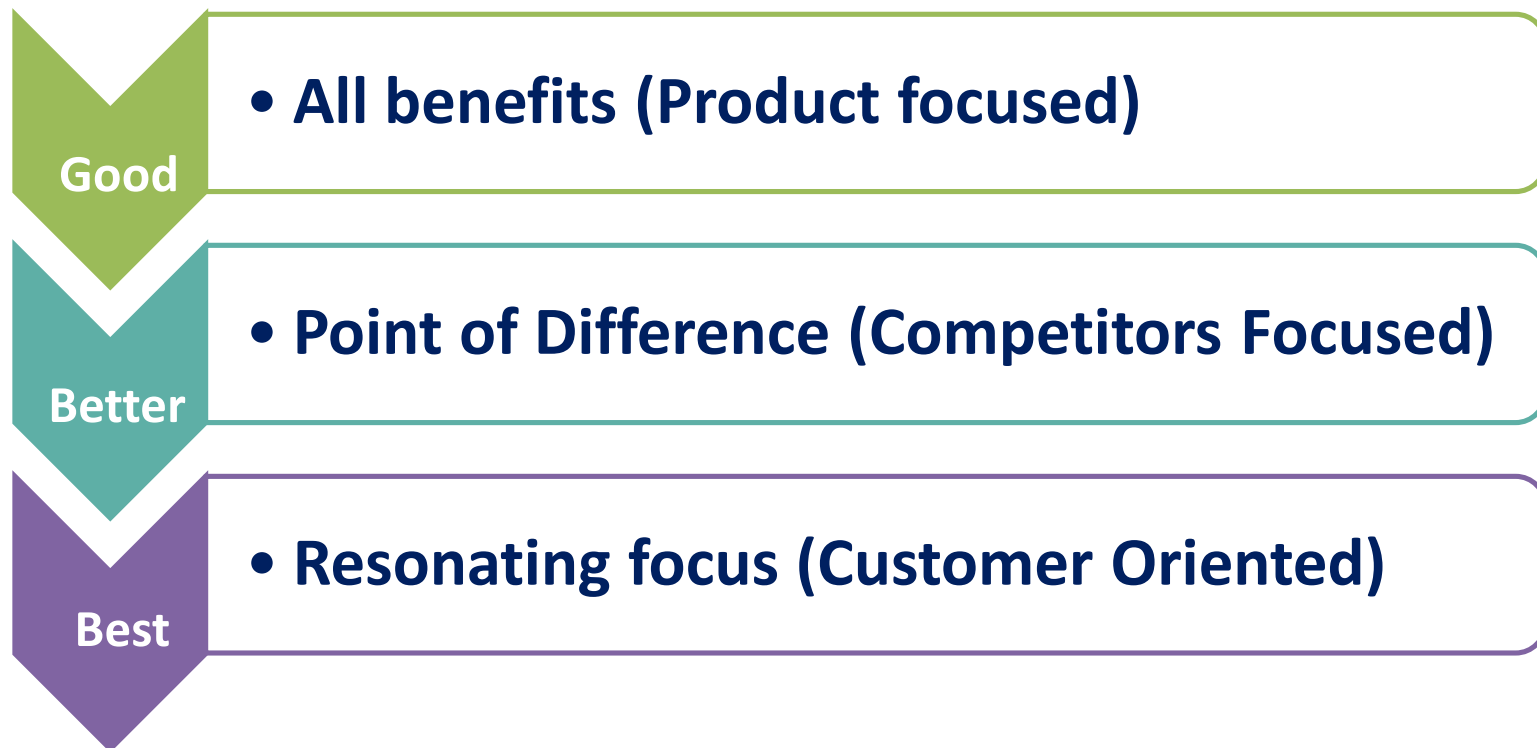 • All benefits (Product focused)
Good
• Point of Difference (Competitors Focused)
Better
• Resonating focus (Customer Oriented)
Best